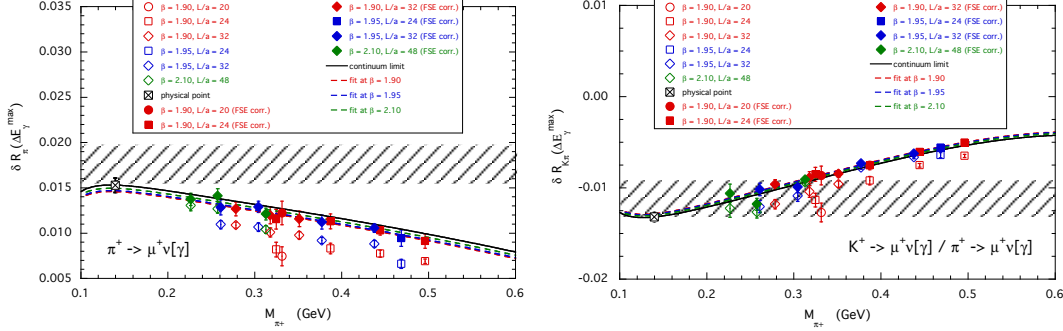 β = 1.90, L/a = 20
β = 1.90, L/a = 24
β = 1.90, L/a = 32
β = 1.95, L/a = 24
β = 1.95, L/a = 32
β = 2.10, L/a = 48
physical point
β = 1.90, L/a = 20 (FSE corr.)
β = 1.90, L/a = 24 (FSE corr.)
β = 1.90, L/a = 32 (FSE corr.)
β = 1.95, L/a = 24 (FSE corr.)
β = 1.95, L/a = 32 (FSE corr.)
β = 2.10, L/a = 48 (FSE corr.)
continuum limit
fit at β = 1.90
fit at β = 1.95
fit at β = 2.10
δ R_π (ΔE_γ^max)
0.035
0.030
0.025
0.020
0.015
0.010
0.005
π⁺ -> μ⁺ν[γ]
0.1 0.2 0.3 0.4 0.5 0.6
M_π+ (GeV)
β = 1.90, L/a = 20
β = 1.90, L/a = 24
β = 1.90, L/a = 32
β = 1.95, L/a = 24
β = 1.95, L/a = 32
β = 2.10, L/a = 48
physical point
β = 1.90, L/a = 20 (FSE corr.)
β = 1.90, L/a = 24 (FSE corr.)
β = 1.90, L/a = 32 (FSE corr.)
β = 1.95, L/a = 24 (FSE corr.)
β = 1.95, L/a = 32 (FSE corr.)
β = 2.10, L/a = 48 (FSE corr.)
continuum limit
fit at β = 1.90
fit at β = 1.95
fit at β = 2.10
δ R_Kπ (ΔE_γ^max)
0.01
0.00
-0.01
-0.02
K⁺ -> μ⁺ν[γ] / π⁺ -> μ⁺ν[γ]
0.1 0.2 0.3 0.4 0.5 0.6
M_π+ (GeV)